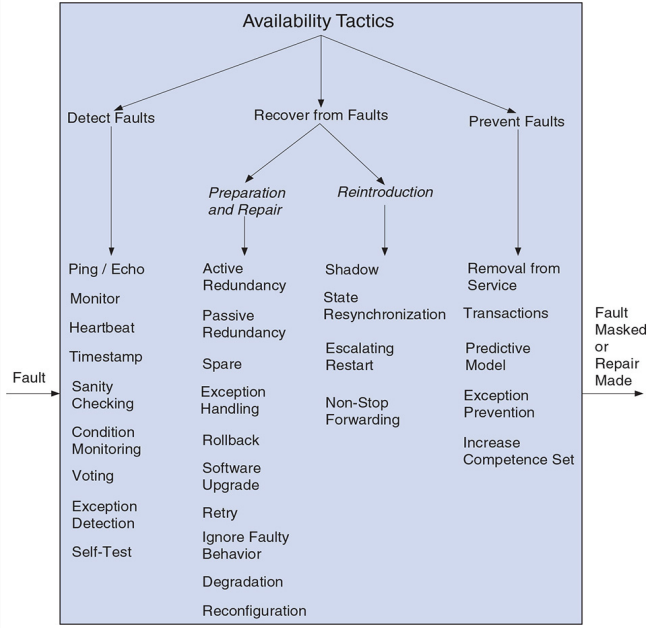 Availability Tactics
Detect Faults
Recover from Faults
Prevent Faults
Preparation
and Repair
Reintroduction
Ping / Echo
Monitor
Heartbeat
Timestamp
Sanity
Checking
Condition
Monitoring
Voting
Exception
Detection
Self-Test
Active
Redundancy
Passive
Redundancy
Spare
Exception
Handling
Rollback
Software
Upgrade
Retry
Ignore Faulty
Behavior
Degradation
Reconfiguration
Shadow
State
Resynchronization
Escalating
Restart
Non-Stop
Forwarding
Removal from
Service
Transactions
Predictive
Model
Exception
Prevention
Increase
Competence Set
Fault
Fault
Masked
or
Repair
Made